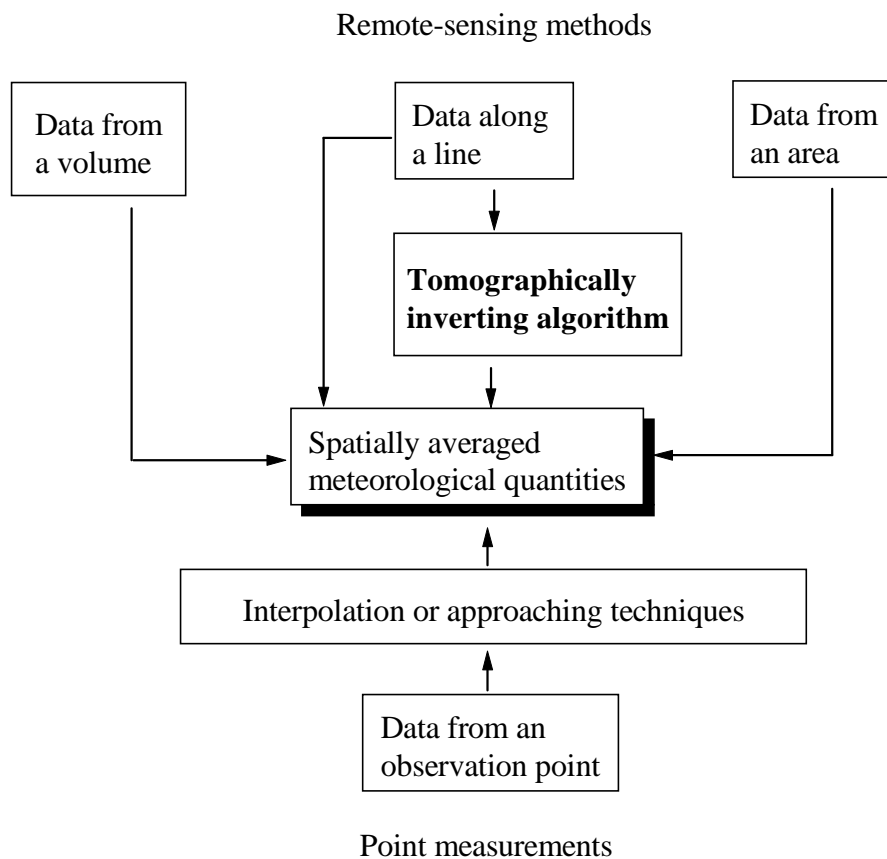 Remote-sensing methods
Data from
a volume
Data along
a line
Data from
an area
Tomographically
inverting algorithm
Spatially averaged
meteorological quantities
Interpolation or approaching techniques
Data from an
observation point
Point measurements